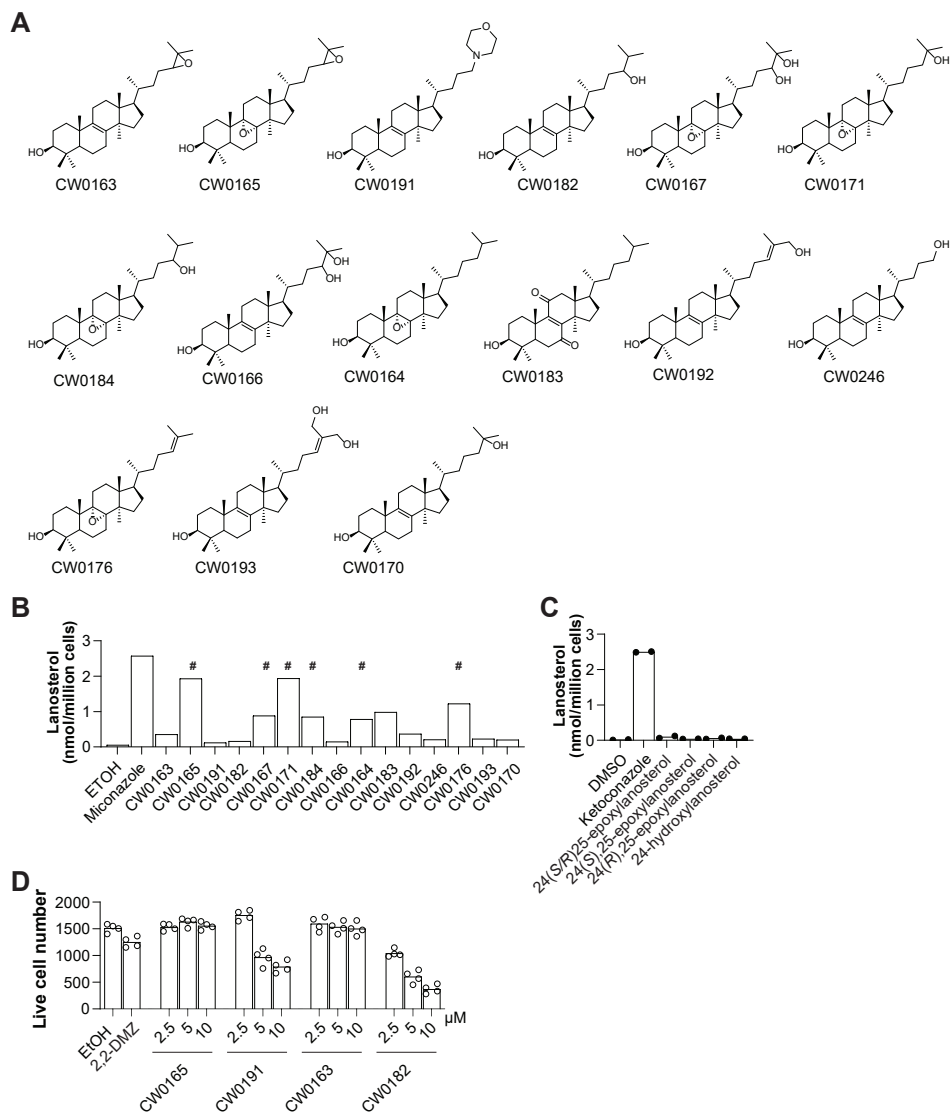 A
O
O
O
N
OH
OH
OH
OH
HO
HO
O
HO
HO
HO
O
HO
O
CW0163
CW0165
CW0191
CW0182
CW0167
CW0171
OH
OH
OH
OH
OH
HO
O
HO
HO
O
HO
O
O
HO
HO
CW0184
CW0166
CW0164
CW0183
CW0192
CW0246
OH
OH
OH
HO
O
HO
HO
CW0176
CW0193
CW0170
B
Lanosterol
(nmol/million cells)
3
2
1
0
# # # # # #
ETOH
Miconazole
CW0163
CW0165
CW0191
CW0182
CW0167
CW0171
CW0184
CW0166
CW0164
CW0183
CW0192
CW0246
CW0176
CW0193
CW0170
C
Lanosterol
(nmol/million cells)
3
2
1
0
DMSO
Ketoconazole
24(S/R)25-epoxylanosterol
24(S),25-epoxylanosterol
24(R),25-epoxylanosterol
24-hydroxylanosterol
D
Live cell number
2000
1500
1000
500
0
EtOH
2,2-DMZ
2.5 5 10 2.5 5 10 2.5 5 10 2.5 5 10 µM
CW0165
CW0191
CW0163
CW0182